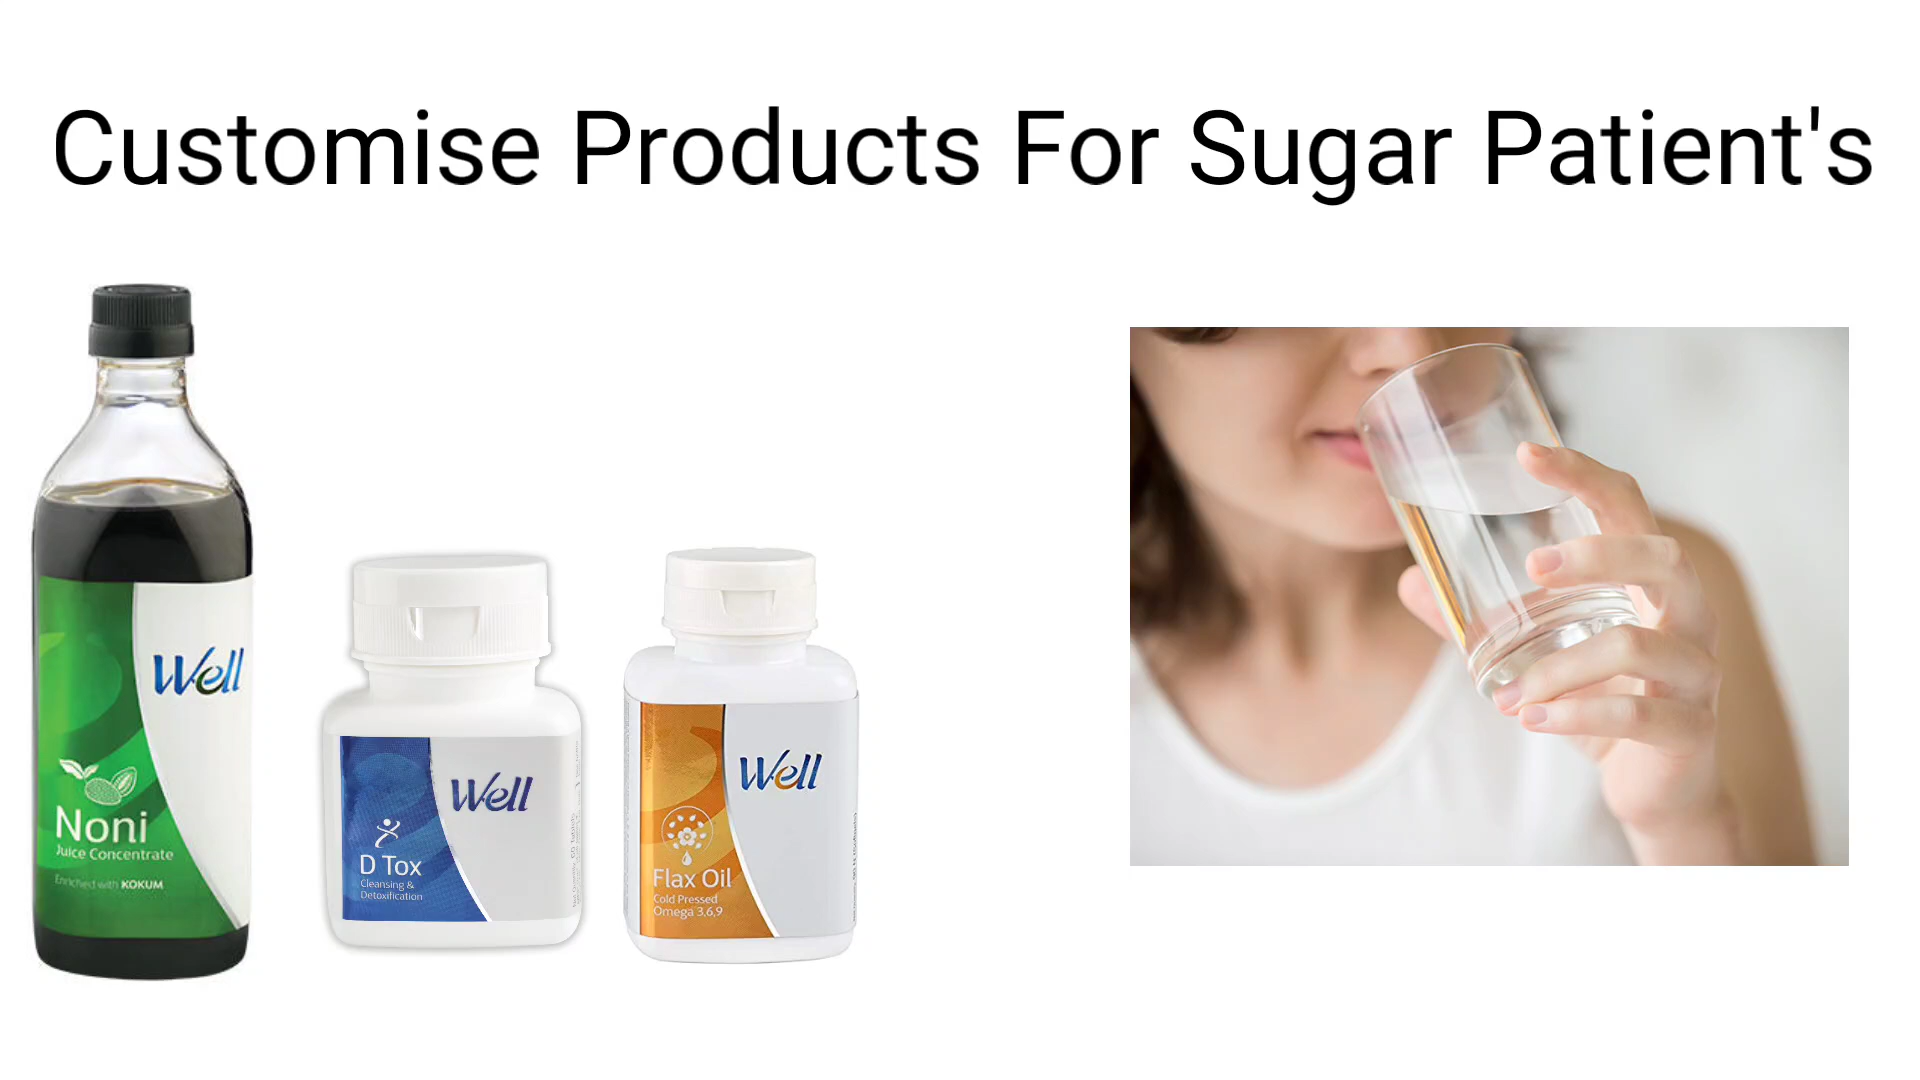 Customise Products For Sugar Patient's
Well
Noni
Juice Concentrate
Enriched with KOKUM
Well
D Tox
Cleansing &
Detoxification
Well
Flax Oil
Cold Pressed
Omega 3,6,9